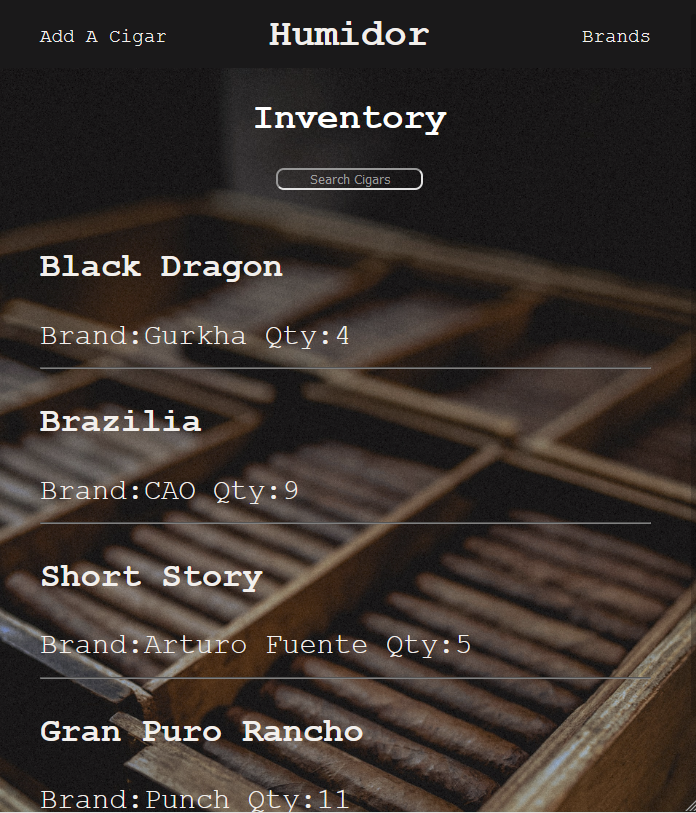 Add A Cigar Humidor Brands
Inventory
Search Cigars
Black Dragon
Brand:Gurkha Qty:4
Brazilia
Brand:CAO Qty:9
Short Story
Brand:Arturo Fuente Qty:5
Gran Puro Rancho
Brand:Punch Qty:11